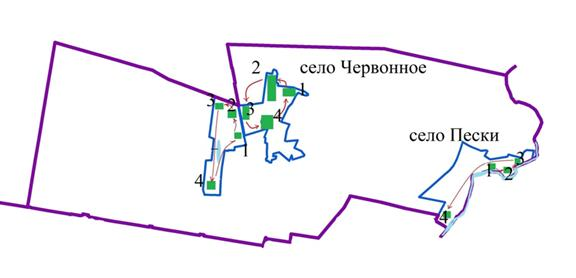 2 село Червонное
1
3 2 3 4
1
4
село Пески
1 2 3
4